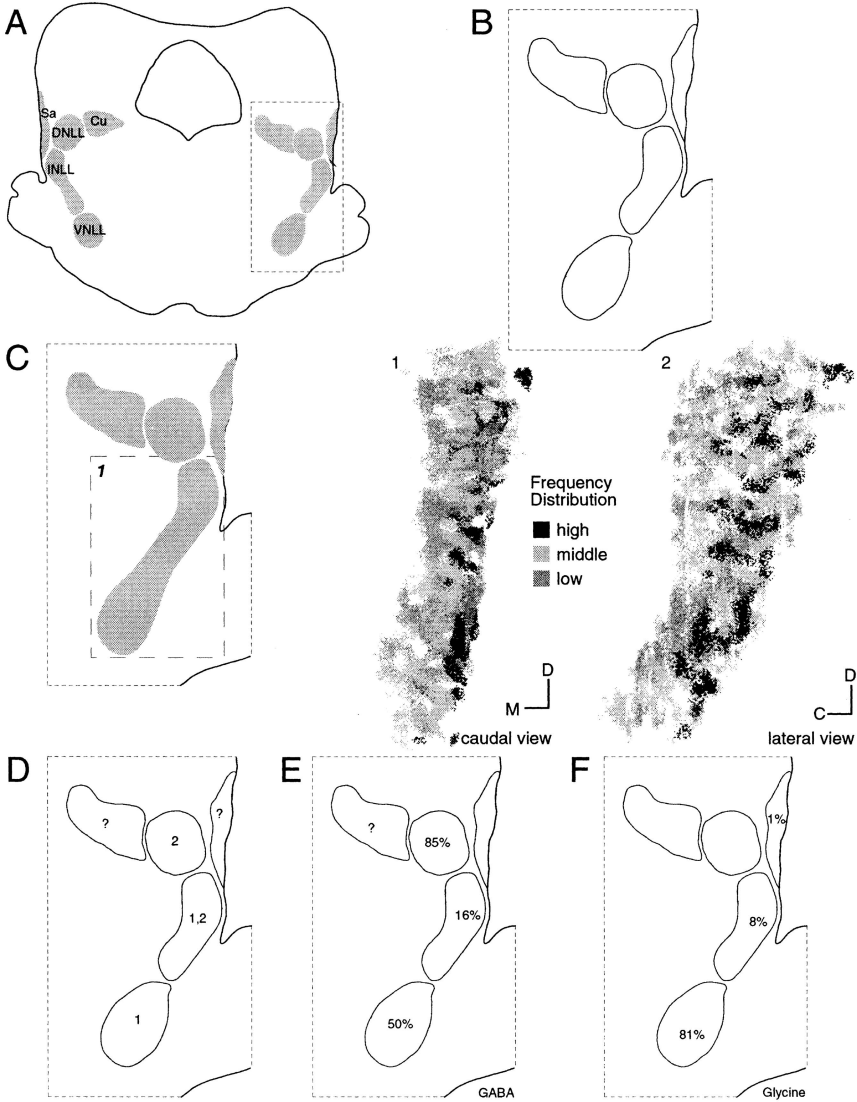 A
B
Sa
Cu
DNLL
INLL
VNLL
C
1
1
2
Frequency
Distribution
high
middle
low
D
M
caudal view
D
C
lateral view
D
?
?
2
1,2
1
E
?
85%
16%
50%
GABA
F
1%
8%
81%
Glycine